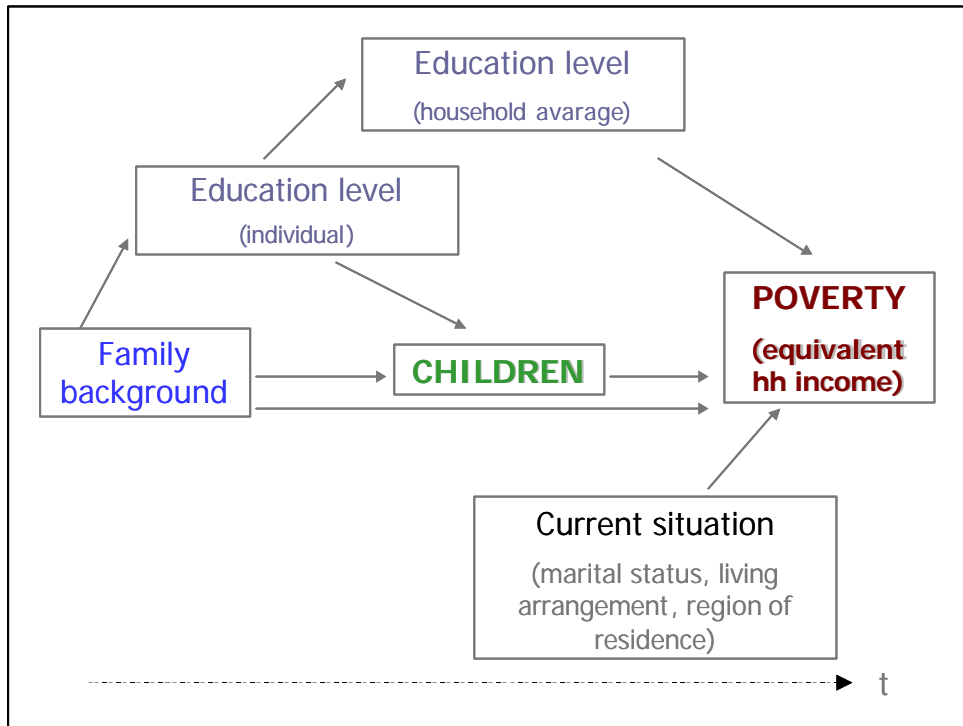 Education level
(household avarage)
Education level
(individual)
Family
background
CHILDREN
POVERTY
(equivalent
hh income)
Current situation
(marital status, living
arrangement, region of
residence)
t